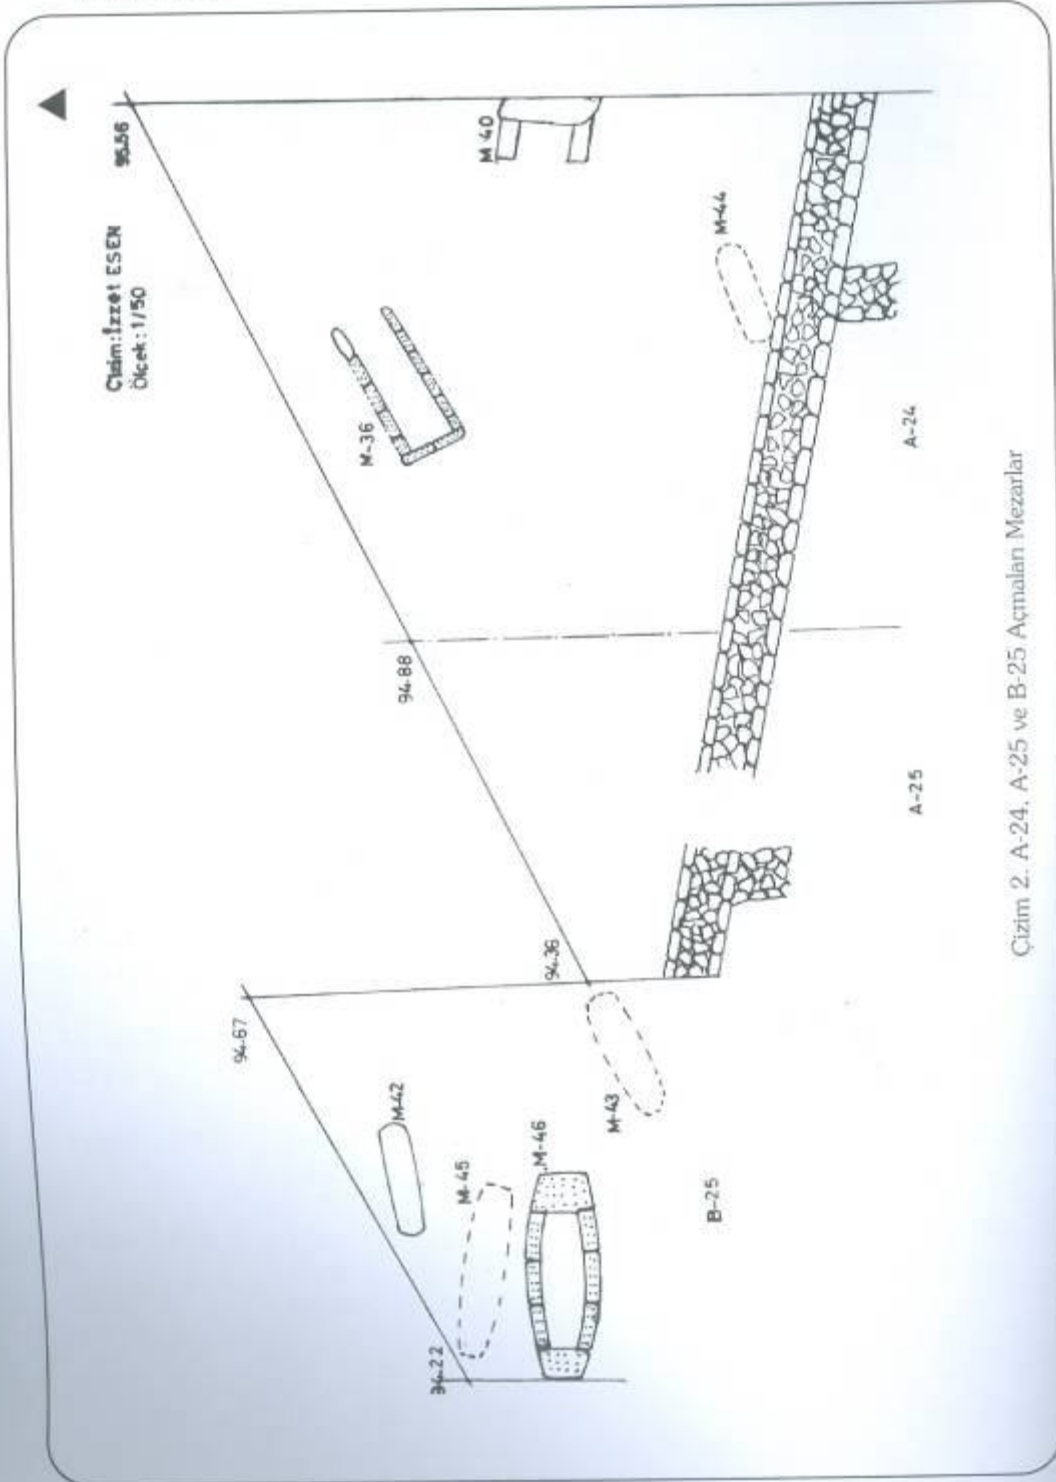 95.56
Çizim: İzzet ESEN
Ölçek: 1/50
M-40
M-36
M-44
94-88
A-24
94-67
94.36
A-25
M-42
M-45
M-46
M-43
B-25
94.22
Çizim 2. A-24, A-25 ve B-25 Açmaları Mezarlar